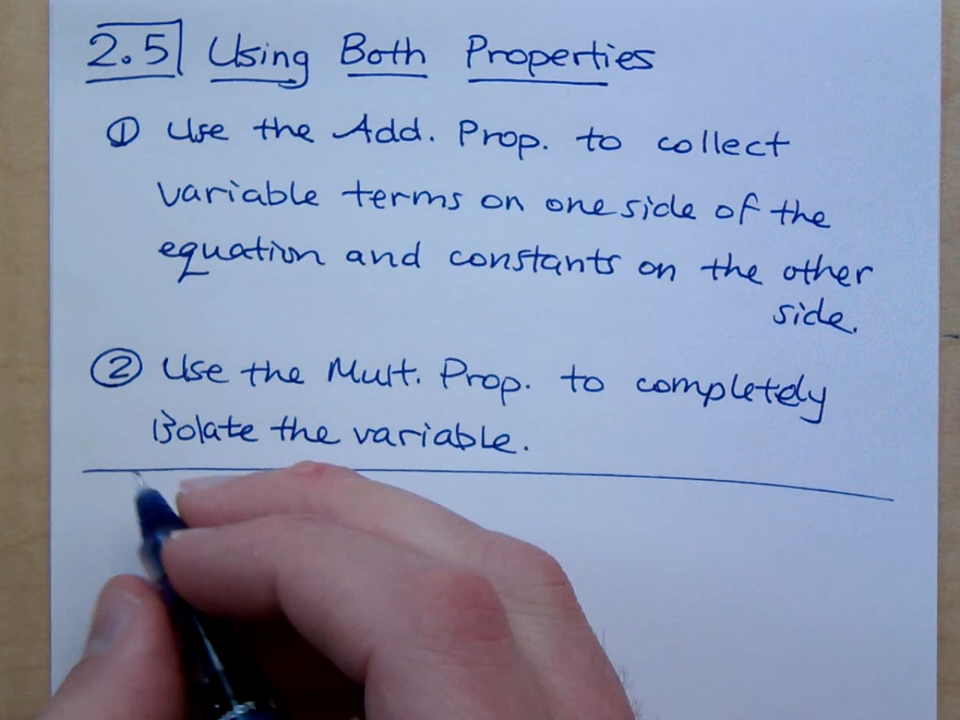 2.5 Using Both Properties
① Use the Add. Prop. to collect
variable terms on one side of the
equation and constants on the other
side.
② Use the Mult. Prop. to completely
isolate the variable.